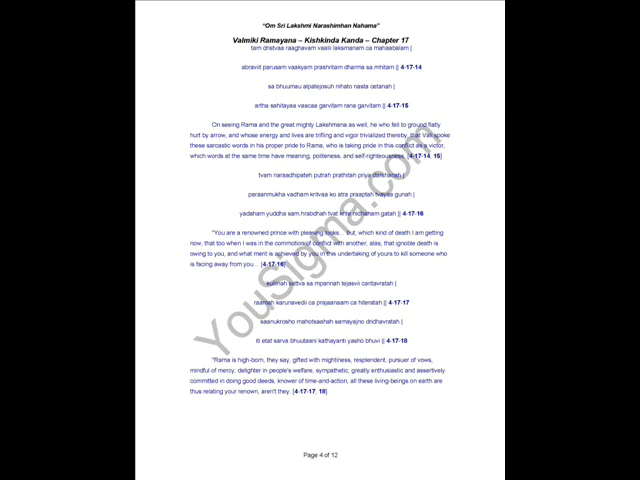 “Om Sri Lakshmi Narashimhan Nahama”
Valmiki Ramayana – Kishkinda Kanda – Chapter 17
tam dristvaa raaghavam vaalii laksmanam ca mahaabalam |
abraviit parusam vaakyam prashritam dharma sa.mhitam || 4-17-14
sa bhuumau alpatejosuh nihato nasta cetanah |
artha sahitayaa vaacaa garvitam rana garvitam || 4-17-15
On seeing Rama and the great mighty Lakshmana as well, he who fell to ground flatly
hurt by arrow, and whose energy and lives are trifling and vigor trivialized thereby, that Vali spoke
these sarcastic words in his proper pride to Rama, who is taking pride in this conflict as a victor,
which words at the same time have meaning, politeness, and self-righteousness. [4-17-14, 15]
tvam naraadhipateh putrah prathitah priya darshanah |
paraanmukha vadham kritvaa ko atra praaptah tvayaa gunah |
yadaham yuddha sam.hrabdhah tvat krite nidhanam gatah || 4-17-16
"You are a renowned prince with pleasing looks... but, which kind of death I am getting
now, that too when I was in the commotion of conflict with another, alas, that ignoble death is
owing to you, and what merit is achieved by you in this undertaking of yours to kill someone who
is facing away from you... [4-17-16]
kuliinah sattva sa.mpannah tejasvii caritavratah |
raamah karunavedii ca prajaanaam ca hiteratah || 4-17-17
saanukrosho mahotsaahah samayajno dridhavratah |
iti etat sarva bhuutaani kathayanti yasho bhuvi || 4-17-18
"Rama is high-born, they say, gifted with mightiness, resplendent, pursuer of vows,
mindful of mercy, delighter in people's welfare, sympathetic, greatly enthusiastic and assertively
committed in doing good deeds, knower of time-and-action, all these living-beings on earth are
thus relating your renown, aren't they. [4-17-17, 18]
YouSigma.com
Page 4 of 12